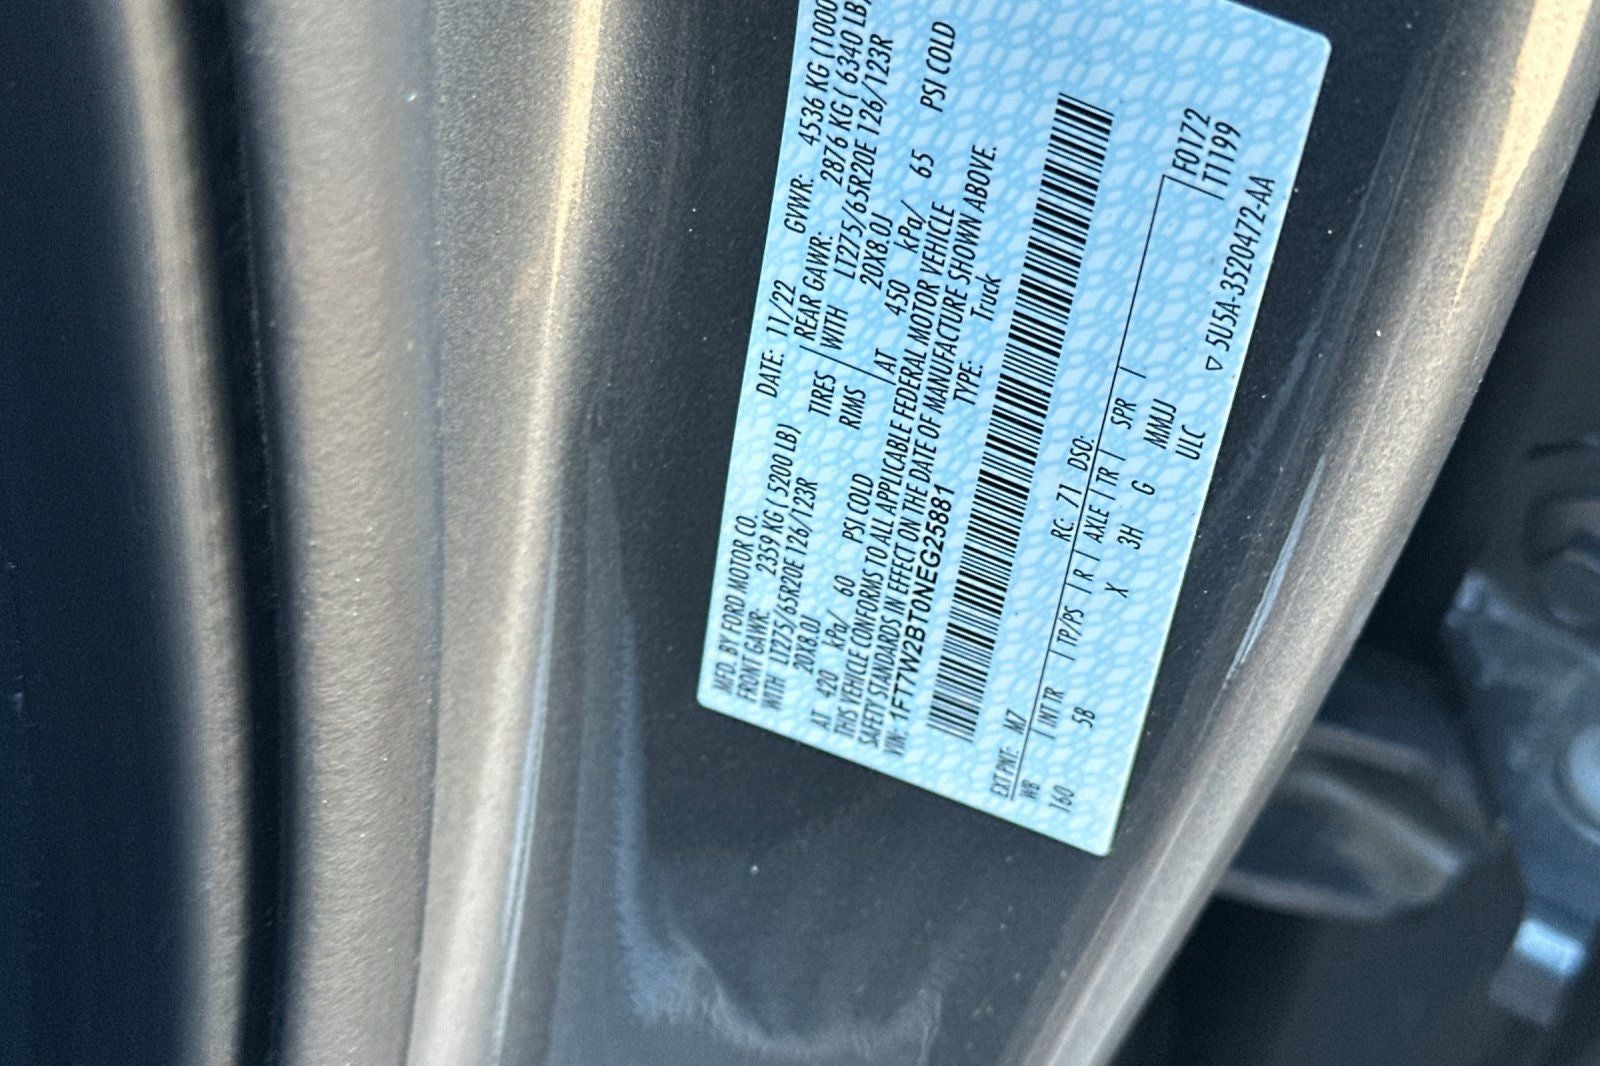 MFD. BY FORD MOTOR CO. DATE: 11/22 GVWR: 4536 KG (1000
FRONT GAWR: 2359 KG ( 5200 LB) REAR GAWR: 2876 KG ( 6340 LB)
WITH LT275/65R20E 126/123R TIRES WITH LT275/65R20E 126/123R
20X8.0J RIMS 20X8.0J
AT 420 kPa/ 60 PSI COLD AT 450 kPa/ 65 PSI COLD
THIS VEHICLE CONFORMS TO ALL APPLICABLE FEDERAL MOTOR VEHICLE
SAFETY STANDARDS IN EFFECT ON THE DATE OF MANUFACTURE SHOWN ABOVE.
VIN: 1FT7W2BT0NEG25881 TYPE: Truck
EXT PNT: M7 RC: 71 DSO: F0172
WB INT TR TP/PS R AXLE TR SPR T1199
160 5B X 3H G MMJJ
ULC
▽ 5U5A-3520472-AA